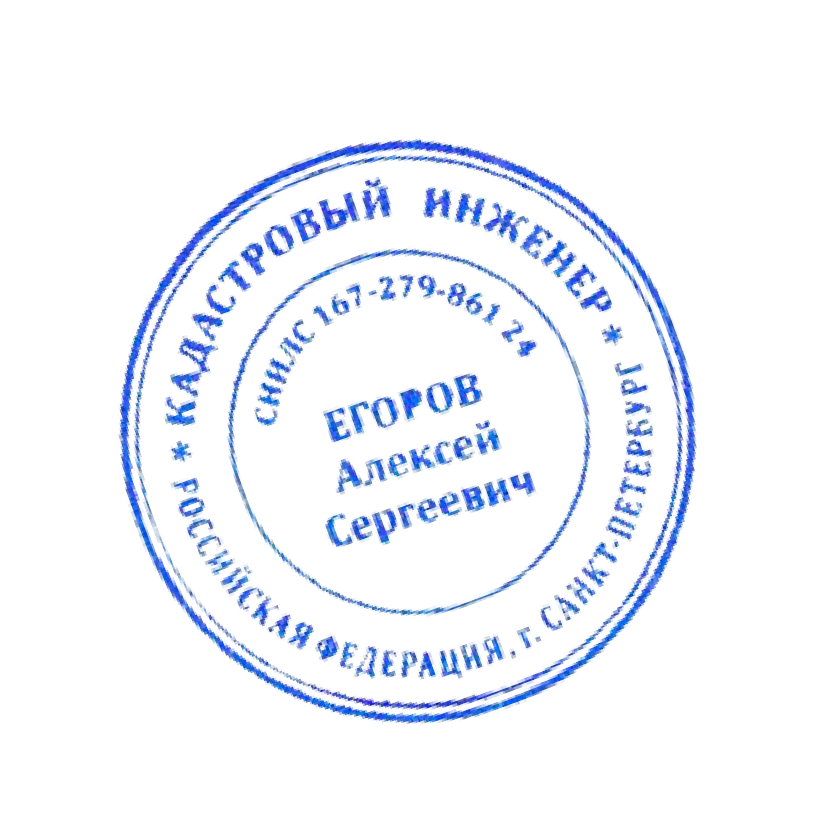 * КАДАСТРОВЫЙ ИНЖЕНЕР *
РОССИЙСКАЯ ФЕДЕРАЦИЯ, г. САНКТ-ПЕТЕРБУРГ
СНИЛС 167-279-861 24
ЕГОРОВ
Алексей
Сергеевич